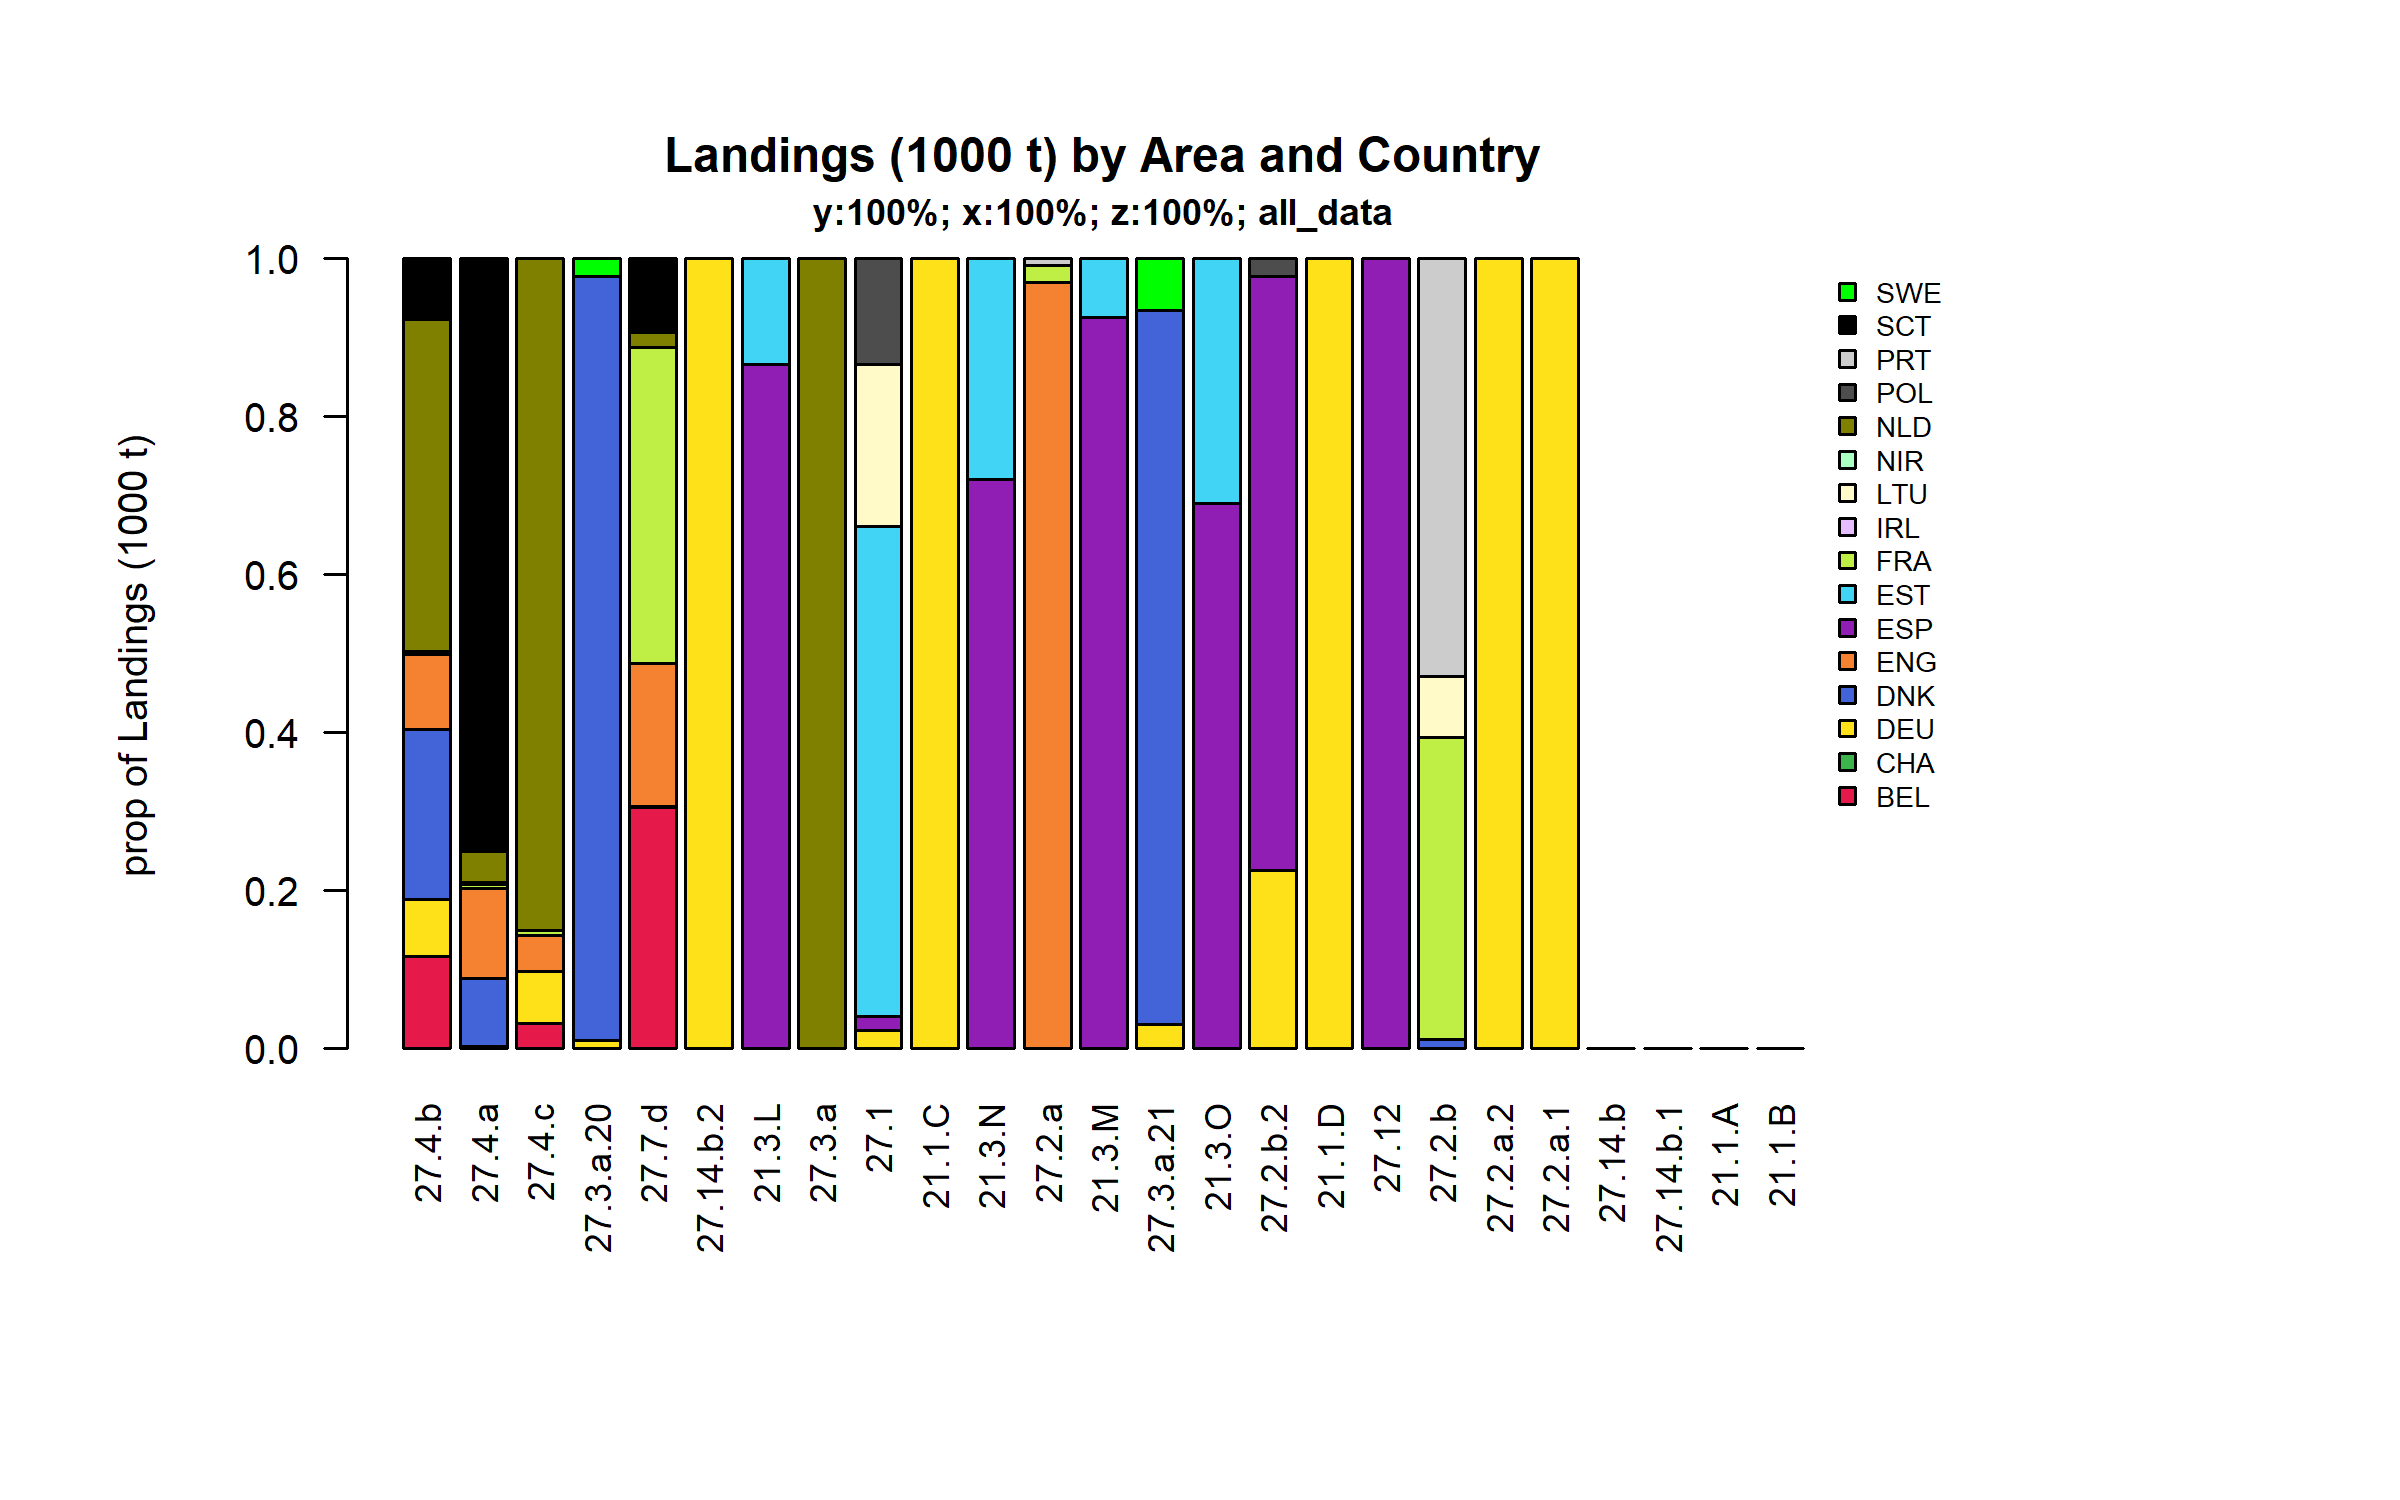 Landings (1000 t) by Area and Country
y:100%; x:100%; z:100%; all_data
prop of Landings (1000 t)
1.0
0.8
0.6
0.4
0.2
0.0
27.4.b
27.4.a
27.4.c
27.3.a.20
27.7.d
27.14.b.2
21.3.L
27.3.a
27.1
21.1.C
21.3.N
27.2.a
21.3.M
27.3.a.21
21.3.O
27.2.b.2
21.1.D
27.12
27.2.b
27.2.a.2
27.2.a.1
27.14.b
27.14.b.1
21.1.A
21.1.B
SWE
SCT
PRT
POL
NLD
NIR
LTU
IRL
FRA
EST
ESP
ENG
DNK
DEU
CHA
BEL